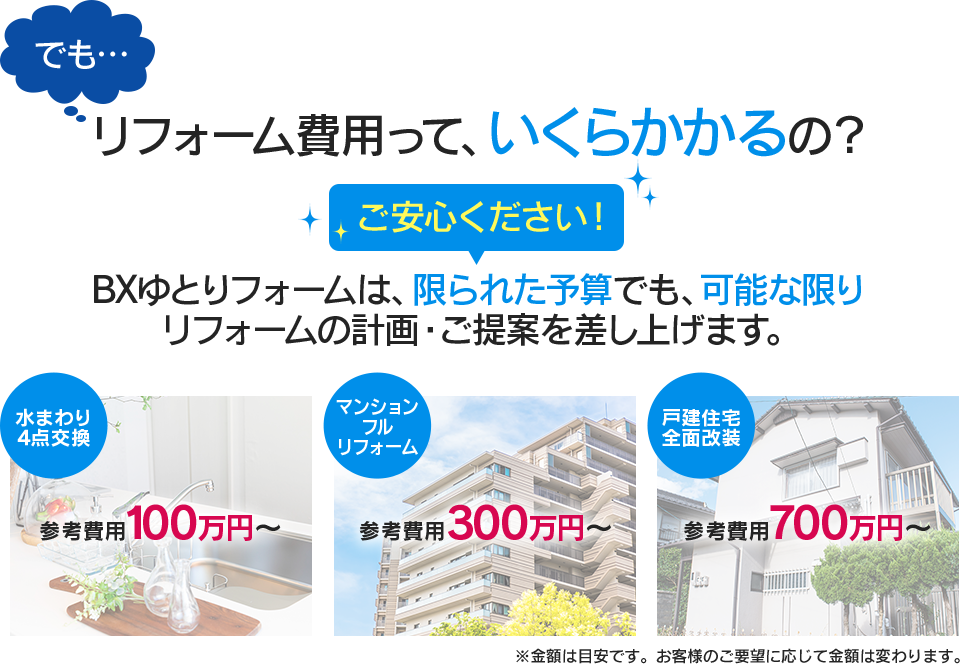 でも…
リフォーム費用って、いくらかかるの？
ご安心ください！
BXゆとりフォームは、限られた予算でも、可能な限り
リフォームの計画・ご提案を差し上げます。
水まわり
4点交換
参考費用100万円～
マンション
フル
リフォーム
参考費用300万円～
戸建住宅
全面改装
参考費用700万円～
※金額は目安です。お客様のご要望に応じて金額は変わります。